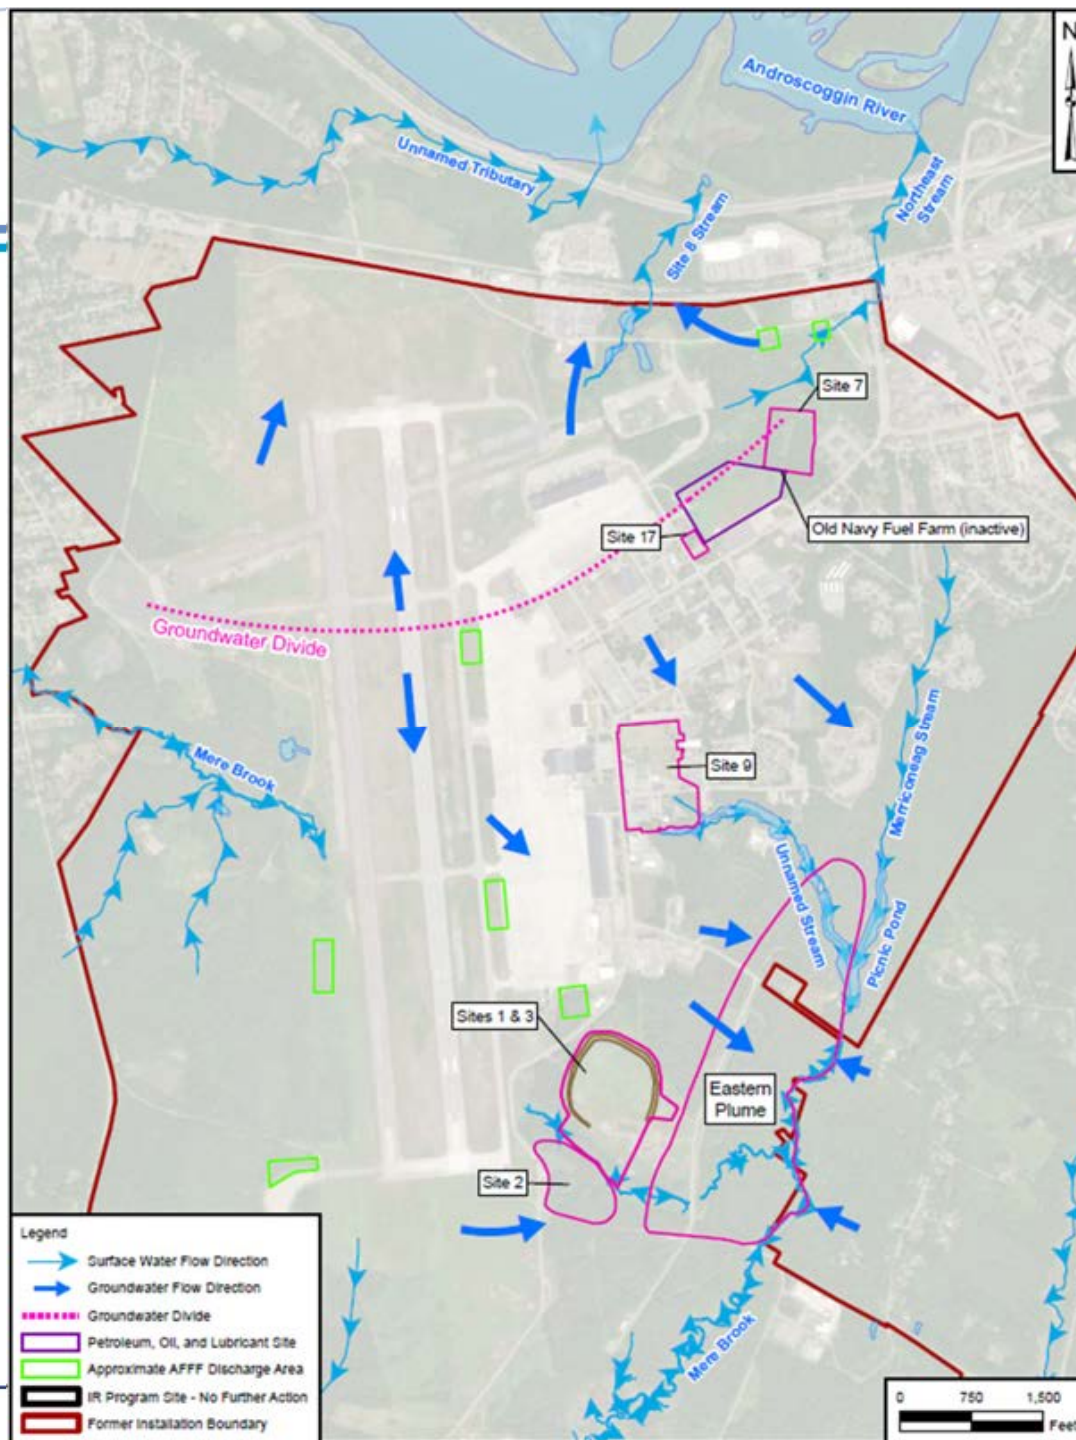 N
Androscoggin River
Unnamed Tributary
Northeast
Stream
Site 8 Stream
Site 7
Old Navy Fuel Farm (inactive)
Site 17
Groundwater Divide
Mere Brook
Merriconeag Stream
Site 9
Unnamed Stream
Picnic Pond
Sites 1 & 3
Eastern
Plume
Site 2
Mere Brook
Legend
Surface Water Flow Direction
Groundwater Flow Direction
Groundwater Divide
Petroleum, Oil, and Lubricant Site
Approximate AFFF Discharge Area
IR Program Site - No Further Action
Former Installation Boundary
0 750 1,500
Feet